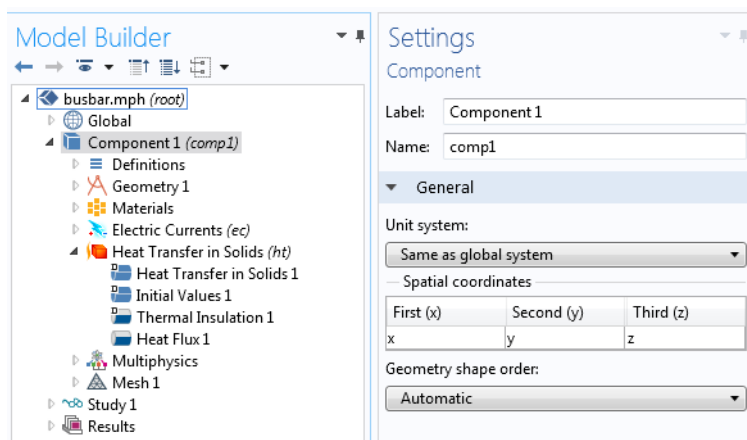 Model Builder
busbar.mph (root)
Global
Component 1 (comp1)
Definitions
Geometry 1
Materials
Electric Currents (ec)
Heat Transfer in Solids (ht)
Heat Transfer in Solids 1
Initial Values 1
Thermal Insulation 1
Heat Flux 1
Multiphysics
Mesh 1
Study 1
Results
Settings
Component
Label: Component 1
Name: comp1
General
Unit system:
Same as global system
Spatial coordinates
First (x) Second (y) Third (z)
x y z
Geometry shape order:
Automatic